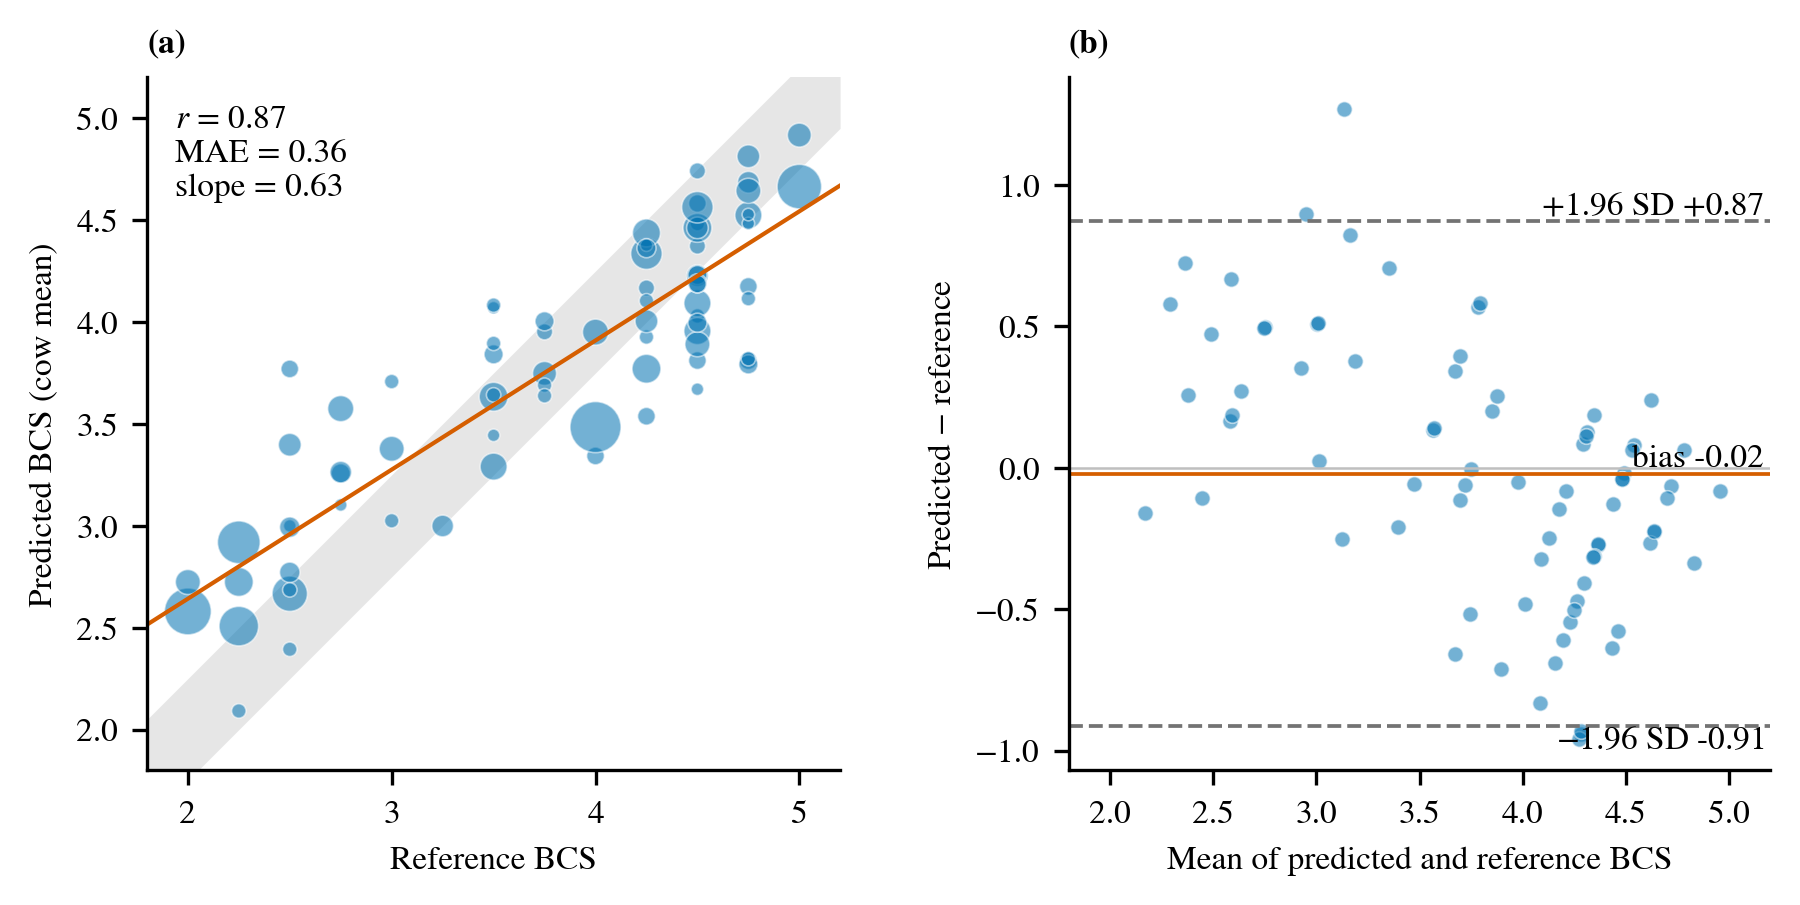 (a)
r = 0.87
MAE = 0.36
slope = 0.63
Predicted BCS (cow mean)
5.0
4.5
4.0
3.5
3.0
2.5
2.0
2 3 4 5
Reference BCS
(b)
+1.96 SD +0.87
bias -0.02
−1.96 SD -0.91
Predicted − reference
1.0
0.5
0.0
−0.5
−1.0
2.0 2.5 3.0 3.5 4.0 4.5 5.0
Mean of predicted and reference BCS